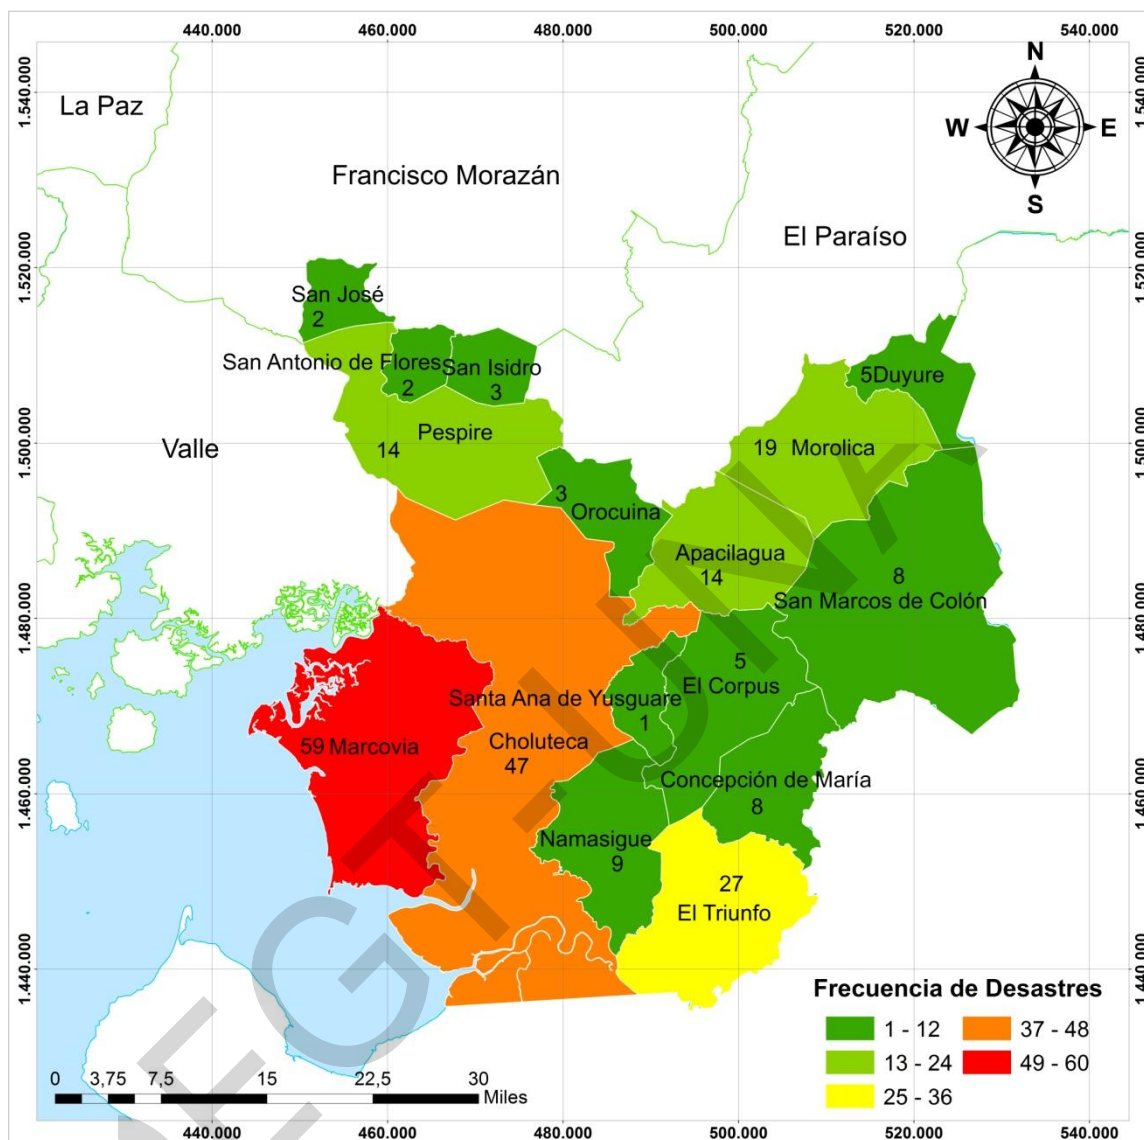 440.000 460.000 480.000 500.000 520.000 540.000
1.540.000
1.540.000
N
W E
S
La Paz
Francisco Morazán
El Paraíso
1.520.000
1.520.000
San José
2
San Antonio de Flores
2
San Isidro
3
5 Duyure
Valle
Pespire
14
19 Morolica
1.500.000
1.500.000
3
Orocuina
Apacilagua
14
8
San Marcos de Colón
1.480.000
1.480.000
5
El Corpus
Santa Ana de Yusguare
1
59 Marcovia
Choluteca
47
Concepción de María
8
1.460.000
1.460.000
Namasigue
9
27
El Triunfo
1.440.000
1.440.000
Frecuencia de Desastres
1 - 12
37 - 48
13 - 24
49 - 60
25 - 36
0 3,75 7,5 15 22,5 30
Miles
440.000 460.000 480.000 500.000 520.000 540.000